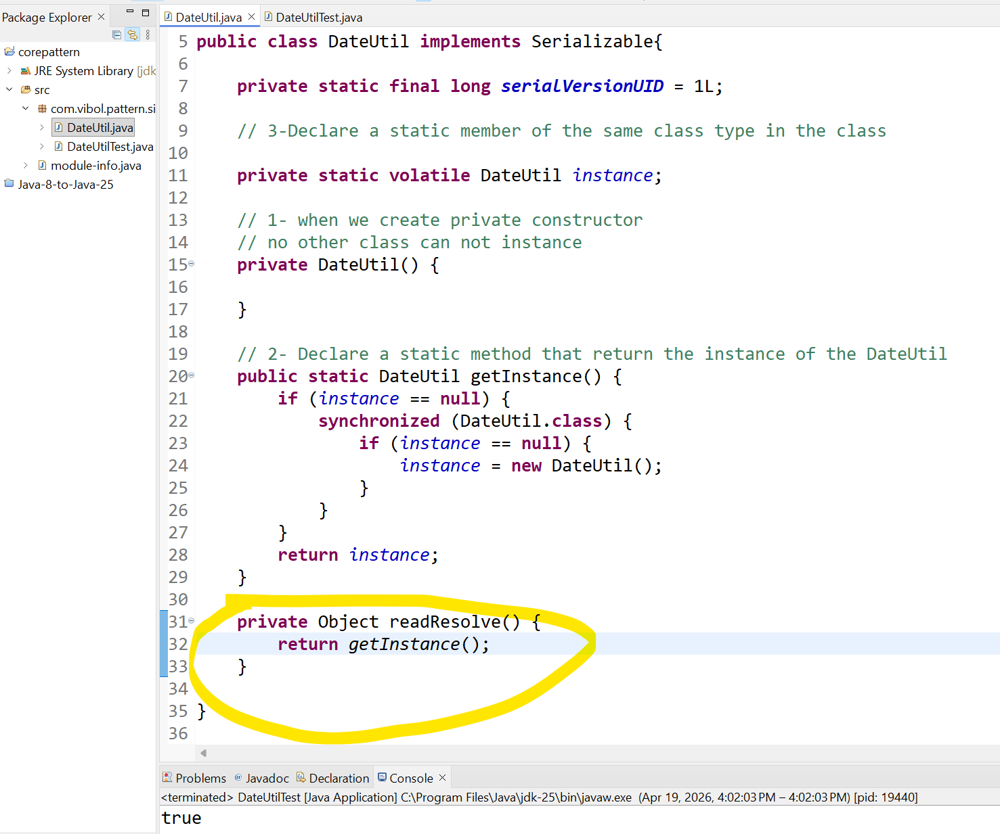 Package Explorer
corepattern
JRE System Library [jdk
src
com.vibol.pattern.si
DateUtil.java
DateUtilTest.java
module-info.java
Java-8-to-Java-25
DateUtil.java
DateUtilTest.java
5 public class DateUtil implements Serializable{
6
7 private static final long serialVersionUID = 1L;
8
9 // 3-Declare a static member of the same class type in the class
10
11 private static volatile DateUtil instance;
12
13 // 1- when we create private constructor
14 // no other class can not instance
15 private DateUtil() {
16
17 }
18
19 // 2- Declare a static method that return the instance of the DateUtil
20 public static DateUtil getInstance() {
21 if (instance == null) {
22 synchronized (DateUtil.class) {
23 if (instance == null) {
24 instance = new DateUtil();
25 }
26 }
27 }
28 return instance;
29 }
30
31 private Object readResolve() {
32 return getInstance();
33 }
34
35 }
36
Problems @ Javadoc Declaration Console
<terminated> DateUtilTest [Java Application] C:\Program Files\Java\jdk-25\bin\javaw.exe (Apr 19, 2026, 4:02:03 PM – 4:02:03 PM) [pid: 19440]
true